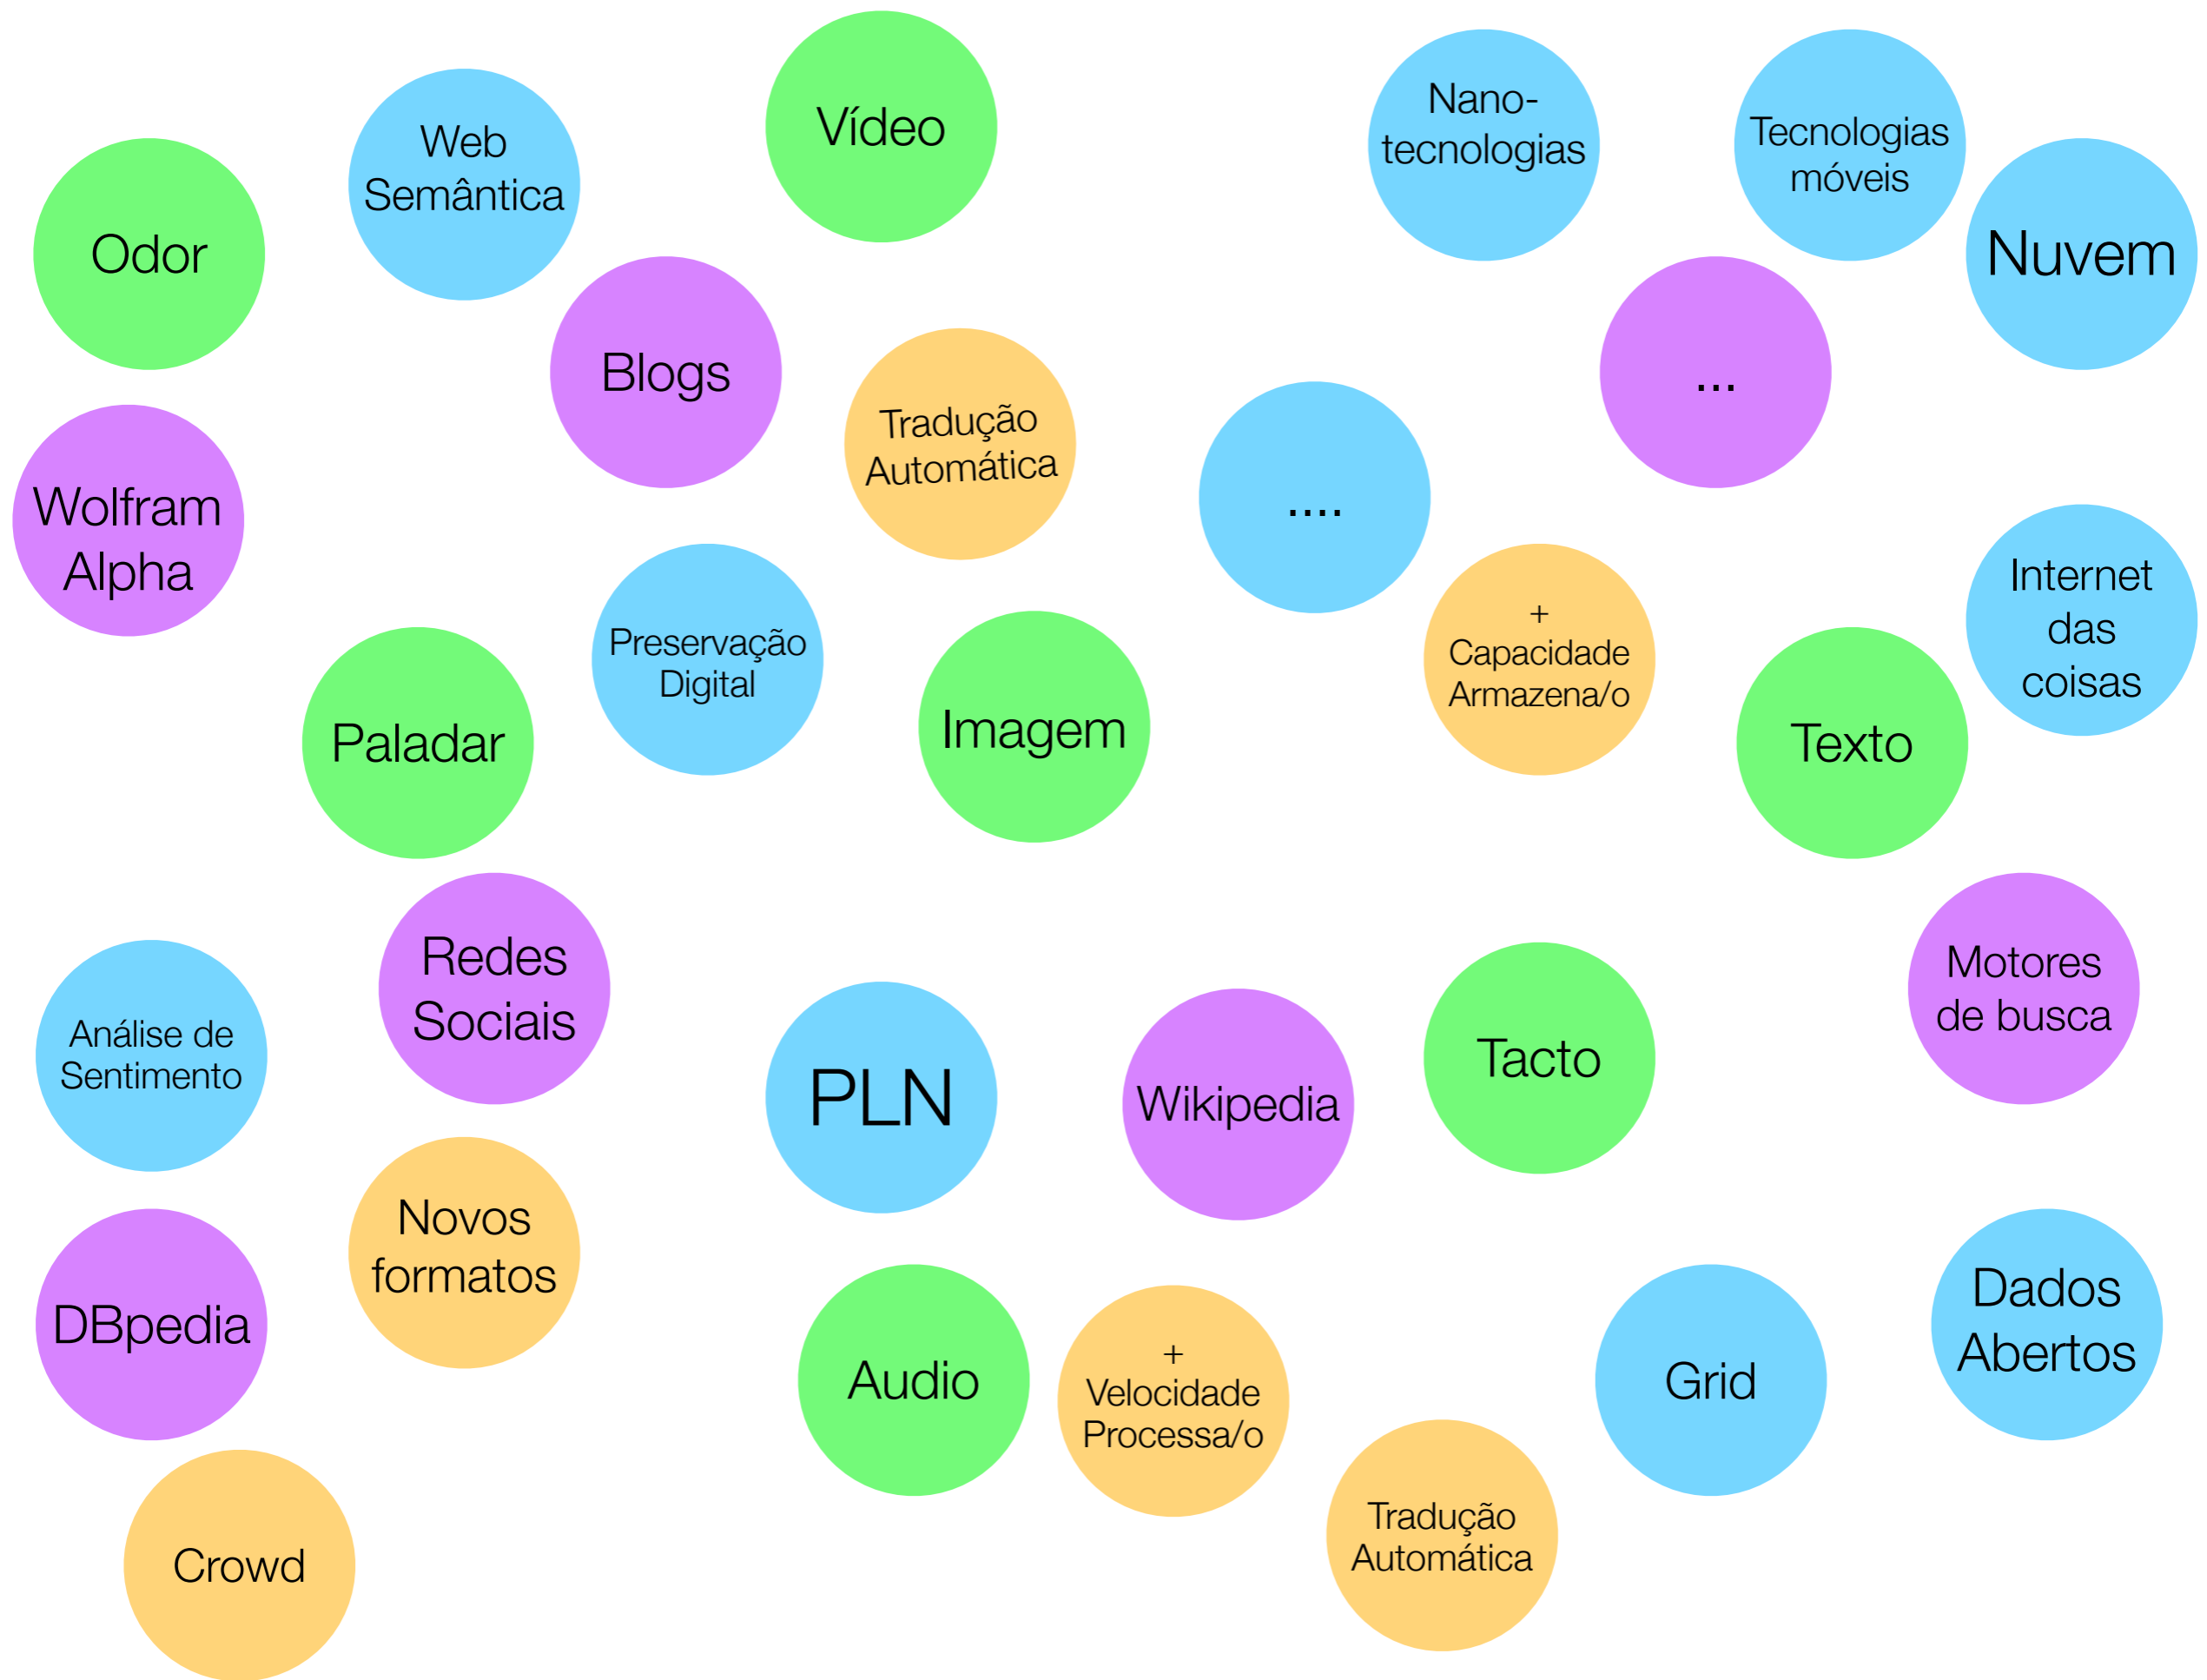 Vídeo
Nano-
tecnologias
Tecnologias
móveis
Web
Semântica
Odor
Nuvem
Blogs
...
Tradução
Automática
....
Wolfram
Alpha
Internet
das
coisas
Preservação
Digital
+
Capacidade
Armazena/o
Paladar
Imagem
Texto
Redes
Sociais
Motores
de busca
Análise de
Sentimento
PLN
Wikipedia
Tacto
Novos
formatos
DBpedia
Dados
Abertos
Audio
+
Velocidade
Processa/o
Grid
Tradução
Automática
Crowd